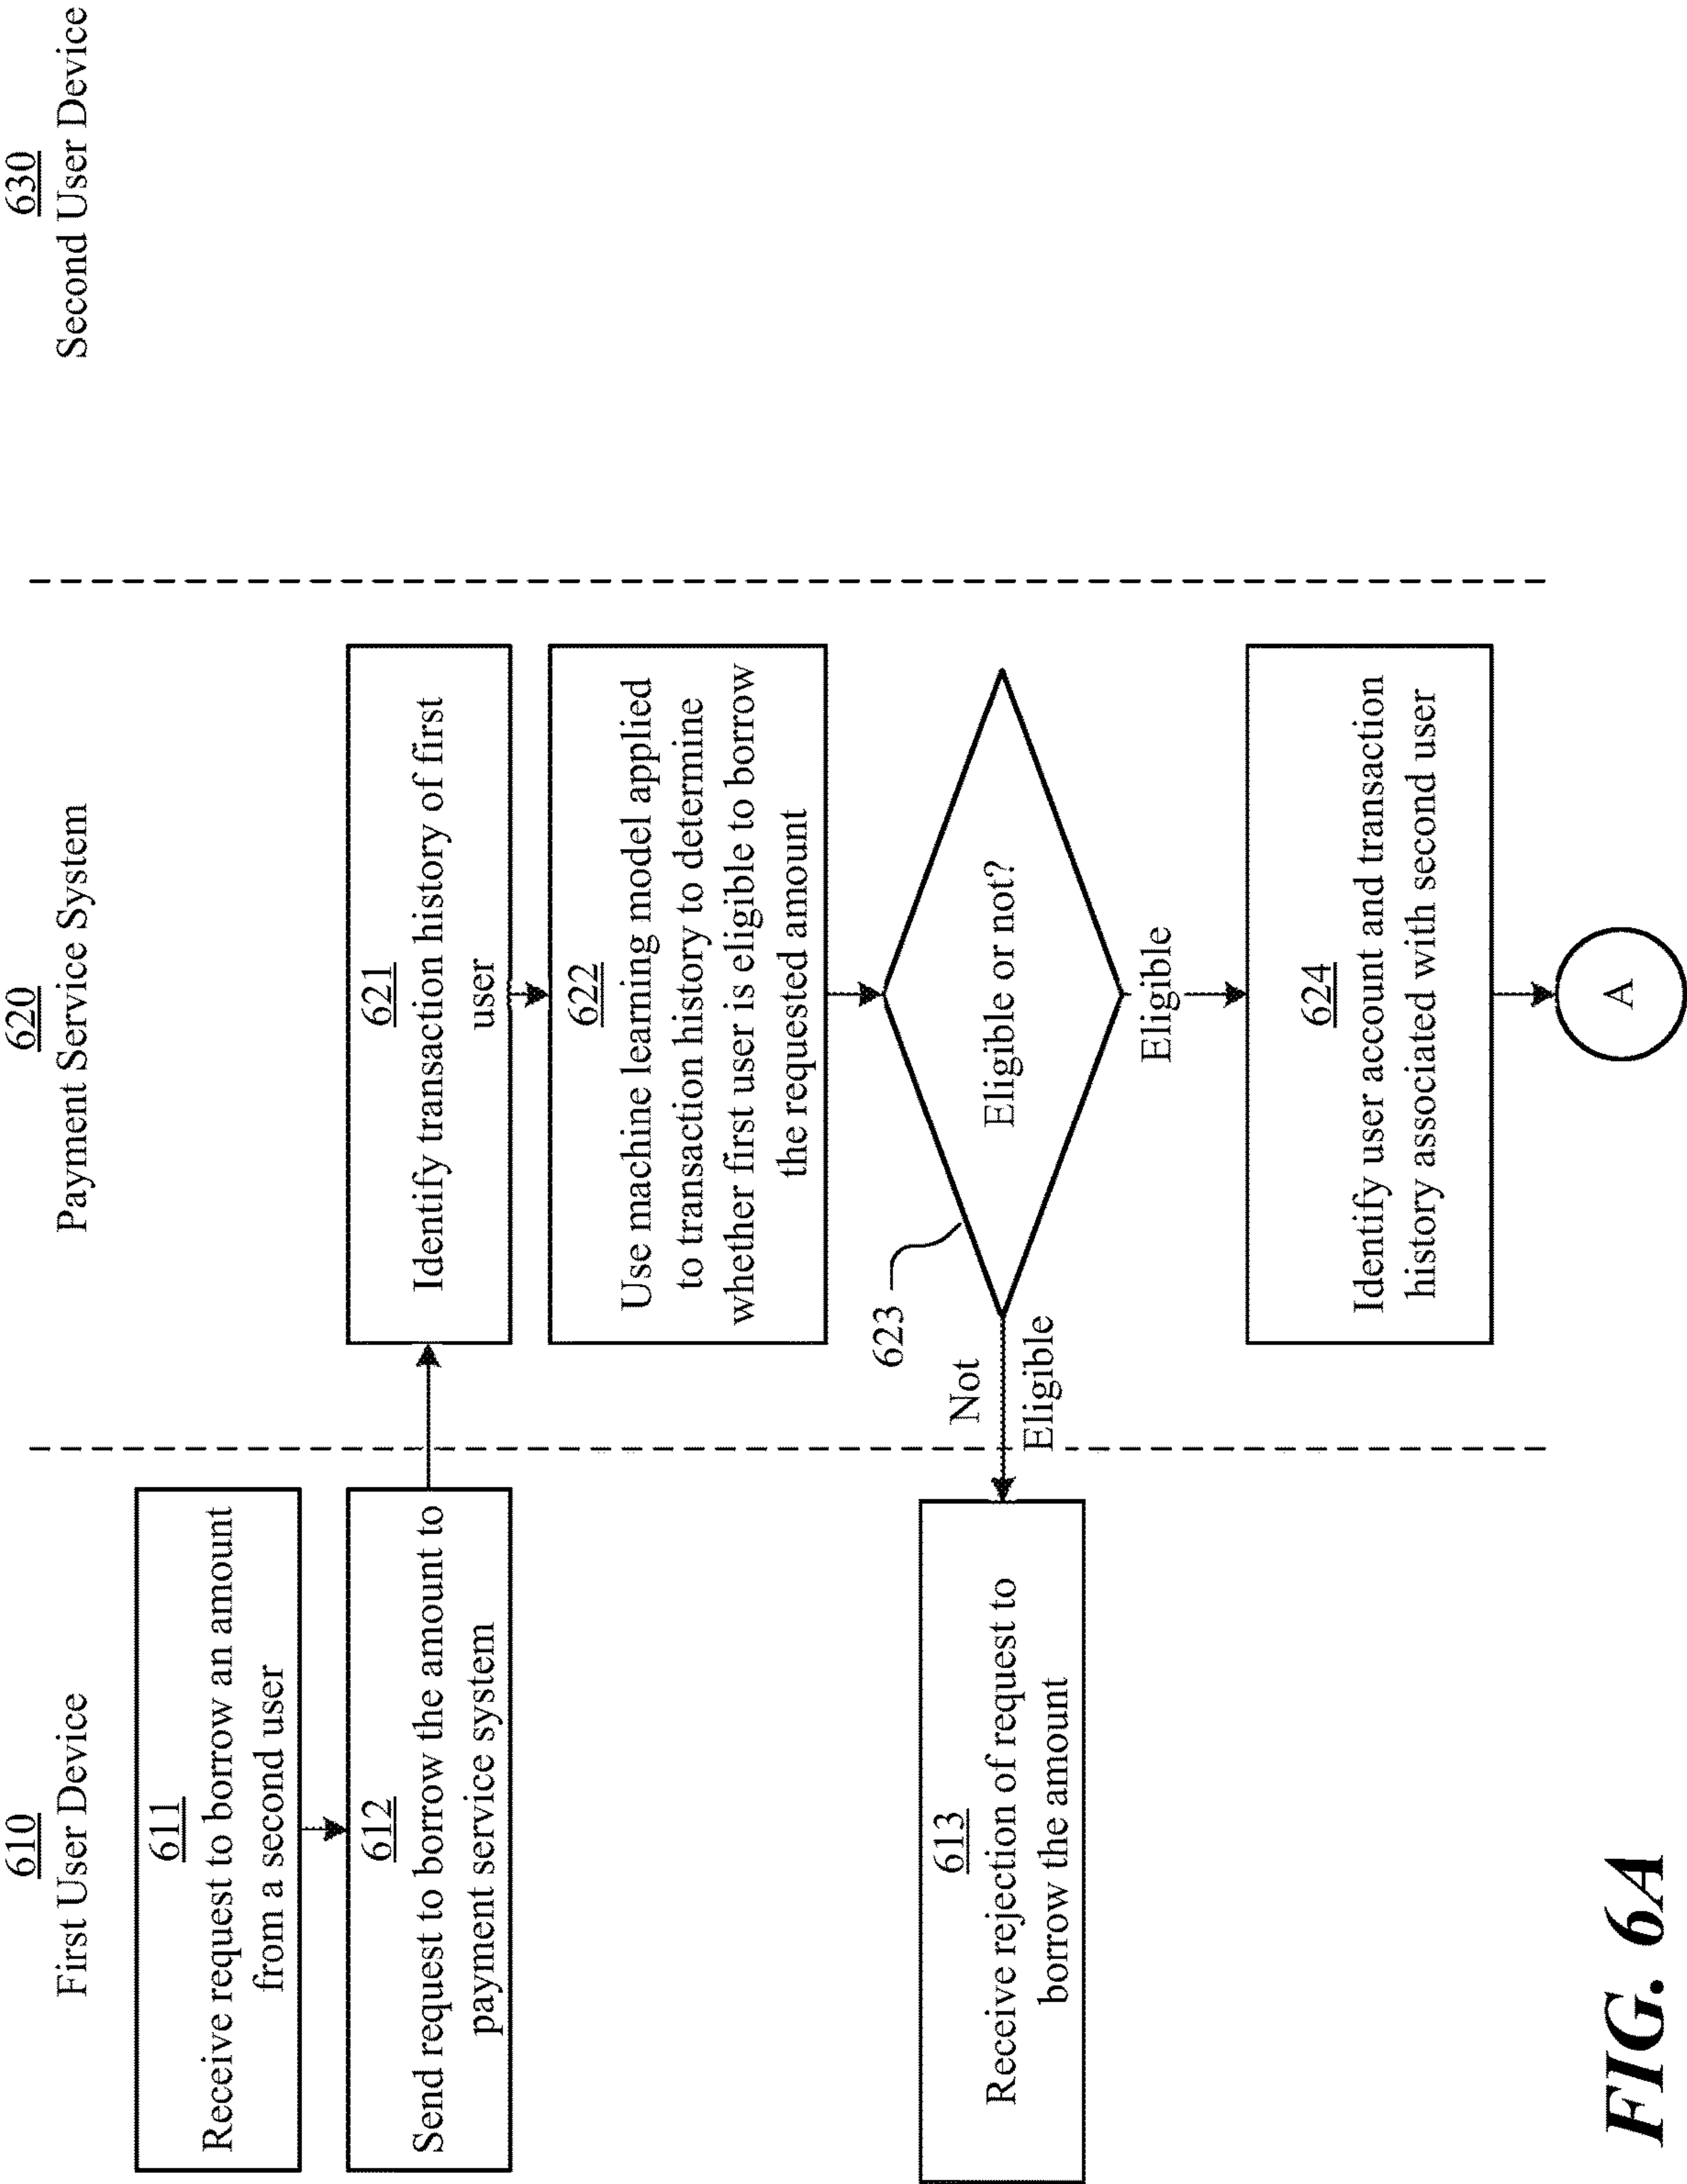 610
First User Device
620
Payment Service System
630
Second User Device
611
Receive request to borrow an amount
from a second user
612
Send request to borrow the amount to
payment service system
621
Identify transaction history of first
user
622
Use machine learning model applied
to transaction history to determine
whether first user is eligible to borrow
the requested amount
623
Eligible or not?
Not
Eligible
613
Receive rejection of request to
borrow the amount
Eligible
624
Identify user account and transaction
history associated with second user
A
FIG. 6A